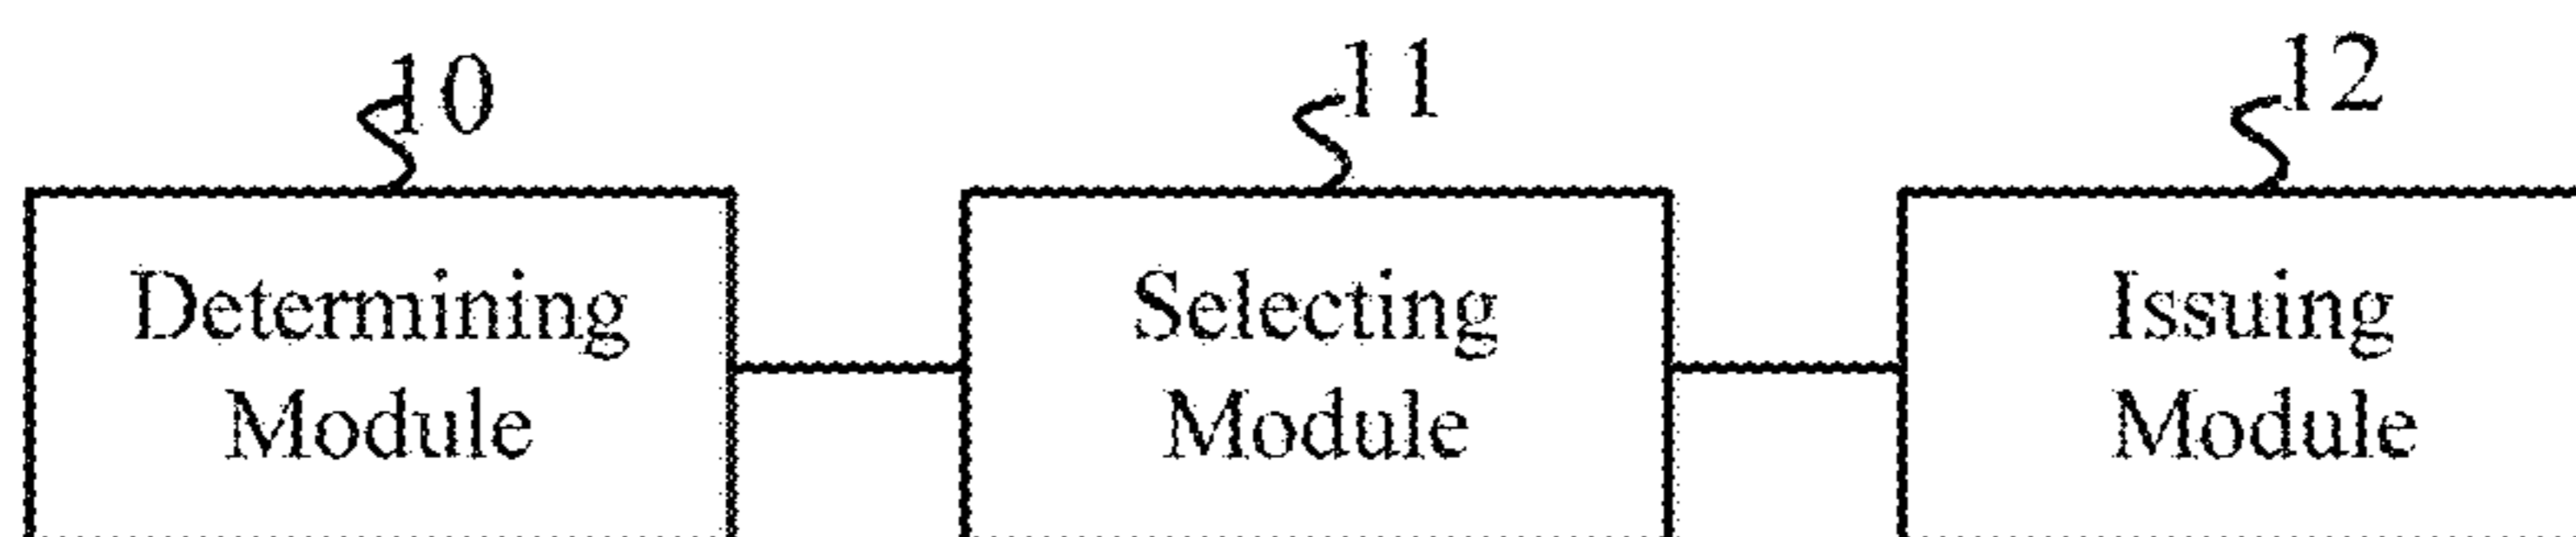 10
11
12
Determining
Module
Selecting
Module
Issuing
Module